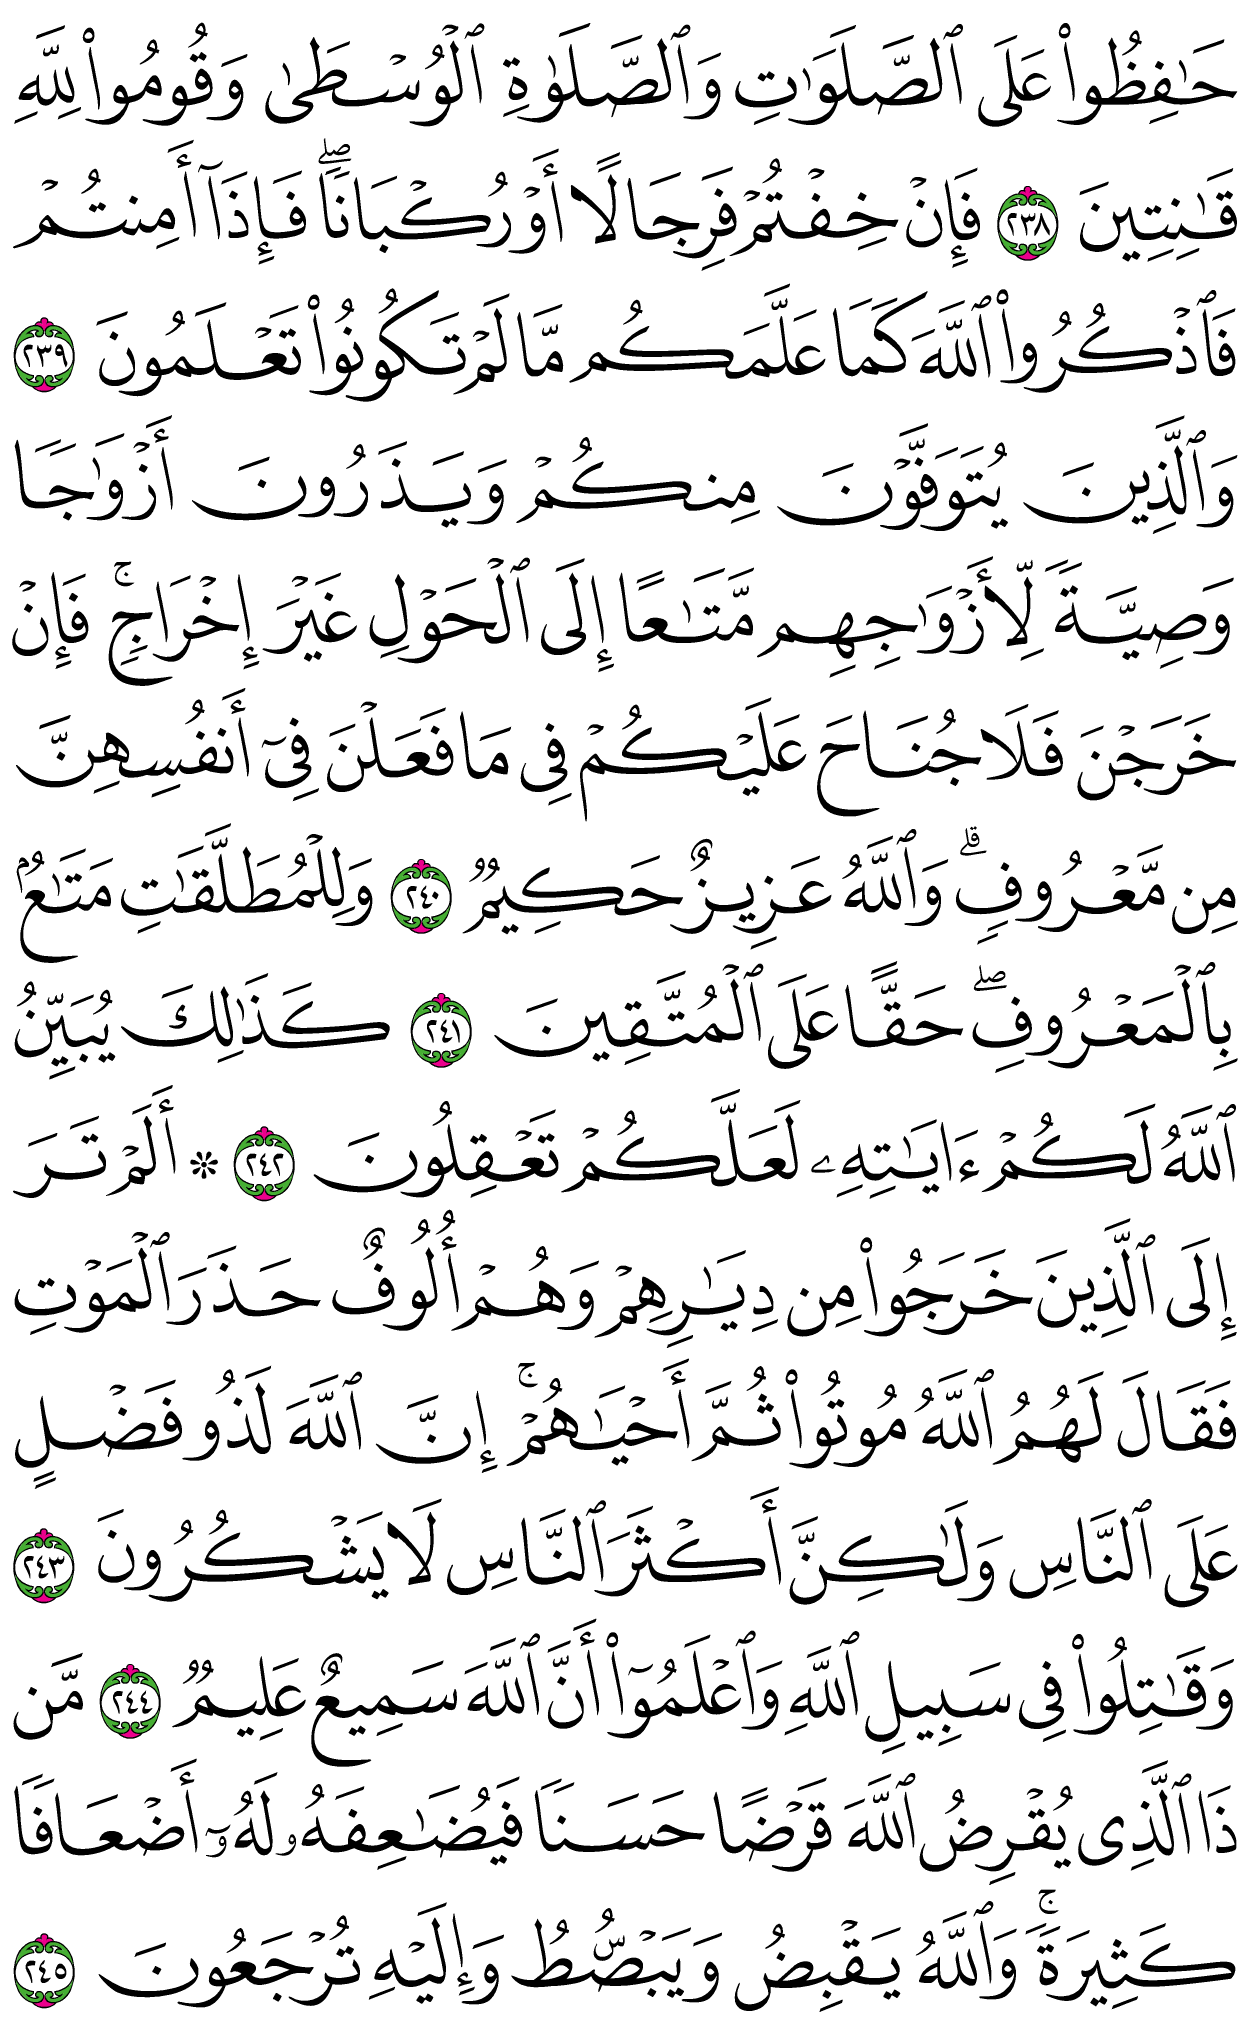 حَٰفِظُوا۟ عَلَى ٱلصَّلَوَٰتِ وَٱلصَّلَوٰةِ ٱلْوُسْطَىٰ وَقُومُوا۟ لِلَّهِ
قَٰنِتِينَ ٢٣٨ فَإِنْ خِفْتُمْ فَرِجَالًا أَوْ رُكْبَانًا ۖ فَإِذَآ أَمِنتُمْ
فَٱذْكُرُوا۟ ٱللَّهَ كَمَا عَلَّمَكُم مَّا لَمْ تَكُونُوا۟ تَعْلَمُونَ ٢٣٩
وَٱلَّذِينَ يُتَوَفَّوْنَ مِنكُمْ وَيَذَرُونَ أَزْوَٰجًا
وَصِيَّةً لِّأَزْوَٰجِهِم مَّتَٰعًا إِلَى ٱلْحَوْلِ غَيْرَ إِخْرَاجٍ ۚ فَإِنْ
خَرَجْنَ فَلَا جُنَاحَ عَلَيْكُمْ فِى مَا فَعَلْنَ فِىٓ أَنفُسِهِنَّ
مِن مَّعْرُوفٍ ۗ وَٱللَّهُ عَزِيزٌ حَكِيمٌ ٢٤٠ وَلِلْمُطَلَّقَٰتِ مَتَٰعٌۢ
بِٱلْمَعْرُوفِ ۖ حَقًّا عَلَى ٱلْمُتَّقِينَ ٢٤١ كَذَٰلِكَ يُبَيِّنُ
ٱللَّهُ لَكُمْ ءَايَٰتِهِۦ لَعَلَّكُمْ تَعْقِلُونَ ٢٤٢ ۞ أَلَمْ تَرَ
إِلَى ٱلَّذِينَ خَرَجُوا۟ مِن دِيَٰرِهِمْ وَهُمْ أُلُوفٌ حَذَرَ ٱلْمَوْتِ
فَقَالَ لَهُمُ ٱللَّهُ مُوتُوا۟ ثُمَّ أَحْيَٰهُمْ ۚ إِنَّ ٱللَّهَ لَذُو فَضْلٍ
عَلَى ٱلنَّاسِ وَلَٰكِنَّ أَكْثَرَ ٱلنَّاسِ لَا يَشْكُرُونَ ٢٤٣
وَقَٰتِلُوا۟ فِى سَبِيلِ ٱللَّهِ وَٱعْلَمُوٓا۟ أَنَّ ٱللَّهَ سَمِيعٌ عَلِيمٌ ٢٤٤ مَّن
ذَا ٱلَّذِى يُقْرِضُ ٱللَّهَ قَرْضًا حَسَنًا فَيُضَٰعِفَهُۥ لَهُۥٓ أَضْعَافًا
كَثِيرَةً ۚ وَٱللَّهُ يَقْبِضُ وَيَبْصُۜطُ وَإِلَيْهِ تُرْجَعُونَ ٢٤٥